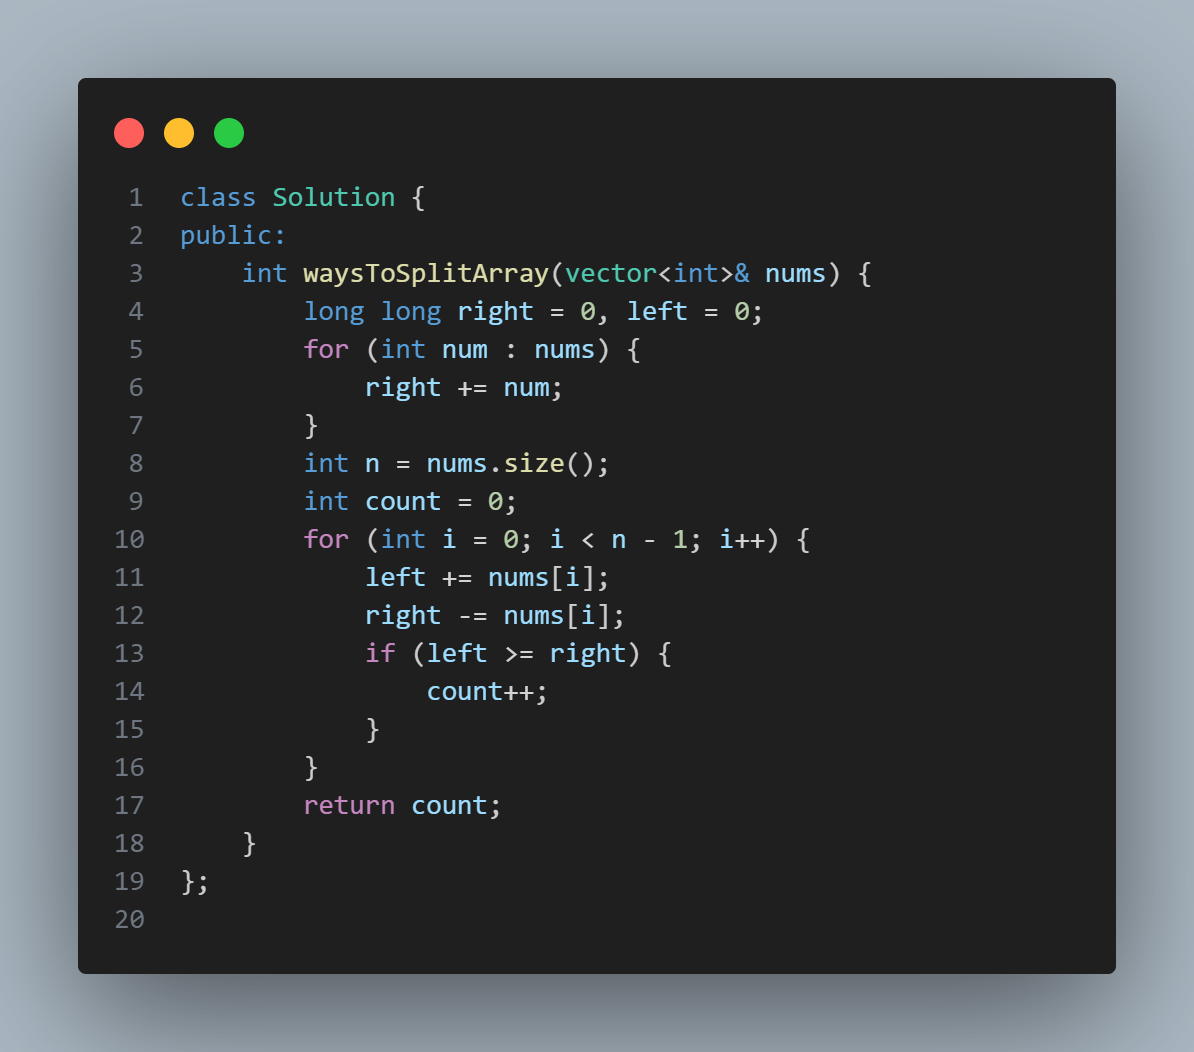 1 class Solution {
2 public:
3     int waysToSplitArray(vector<int>& nums) {
4         long long right = 0, left = 0;
5         for (int num : nums) {
6             right += num;
7         }
8         int n = nums.size();
9         int count = 0;
10         for (int i = 0; i < n - 1; i++) {
11             left += nums[i];
12             right -= nums[i];
13             if (left >= right) {
14                 count++;
15             }
16         }
17         return count;
18     }
19 };
20